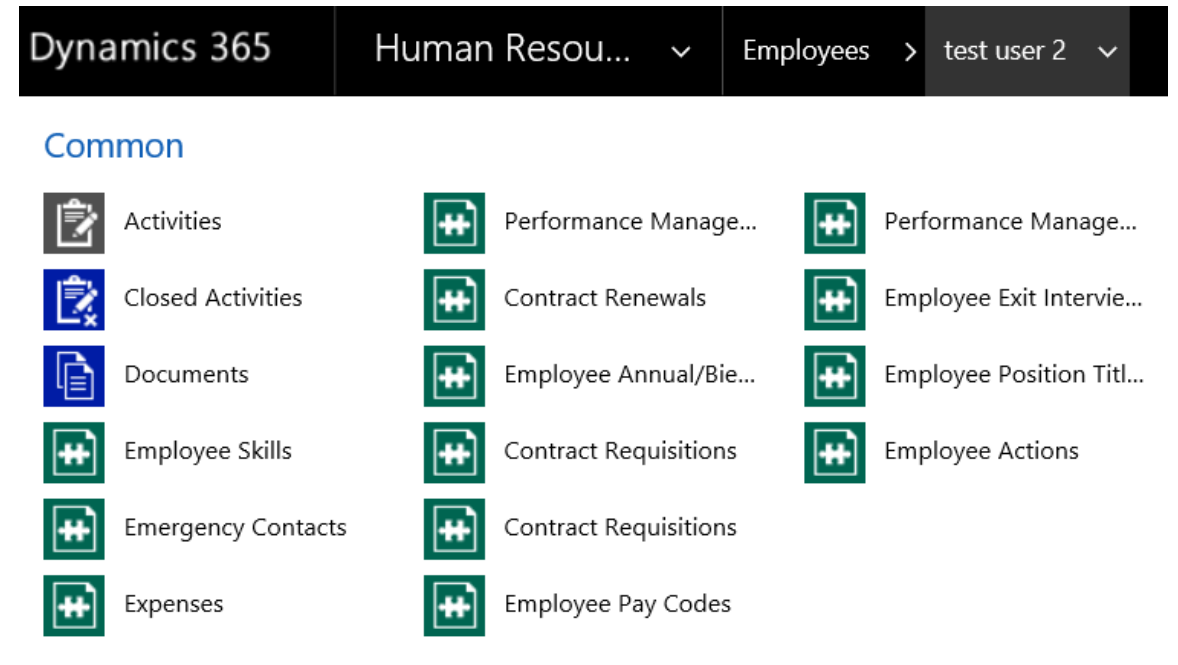 Dynamics 365 Human Resou... Employees > test user 2
Common
Activities
Closed Activities
Documents
Employee Skills
Emergency Contacts
Expenses
Performance Manage...
Contract Renewals
Employee Annual/Bie...
Contract Requisitions
Contract Requisitions
Employee Pay Codes
Performance Manage...
Employee Exit Intervie...
Employee Position Titl...
Employee Actions